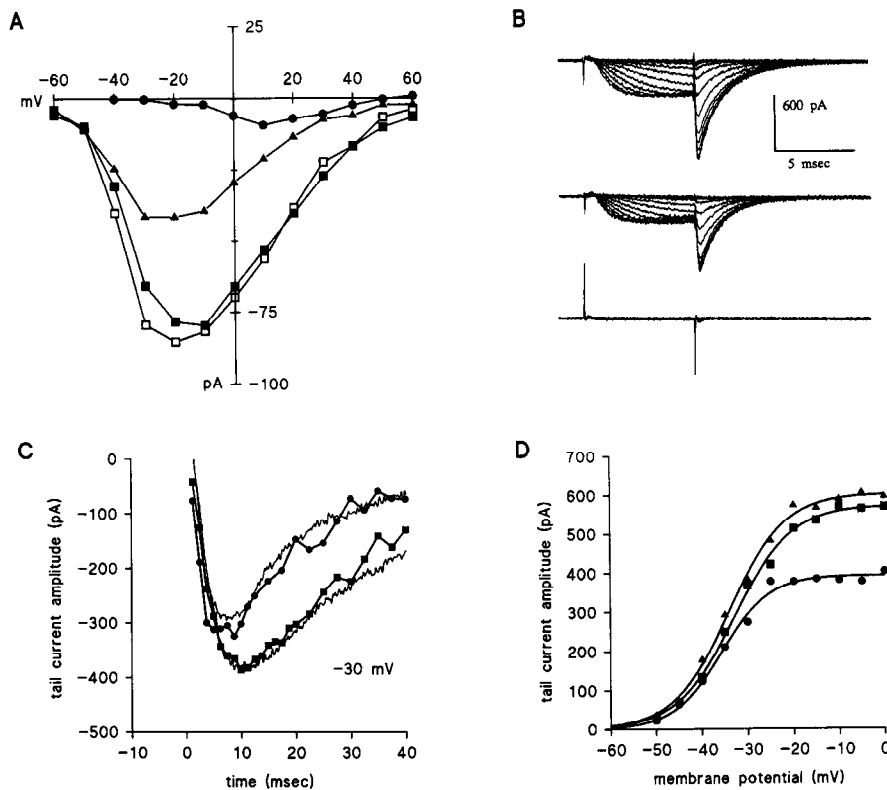 A
25
-60 -20 20 60
mV
-75
pA -100
B
600 pA
5 msec
C
0
-100
-200
-300
-400
-500
tail current amplitude (pA)
-30 mV
-10 0 10 20 30 40
time (msec)
D
700
600
500
400
300
200
100
0
tail current amplitude (pA)
-60 -50 -40 -30 -20 -10 0
membrane potential (mV)